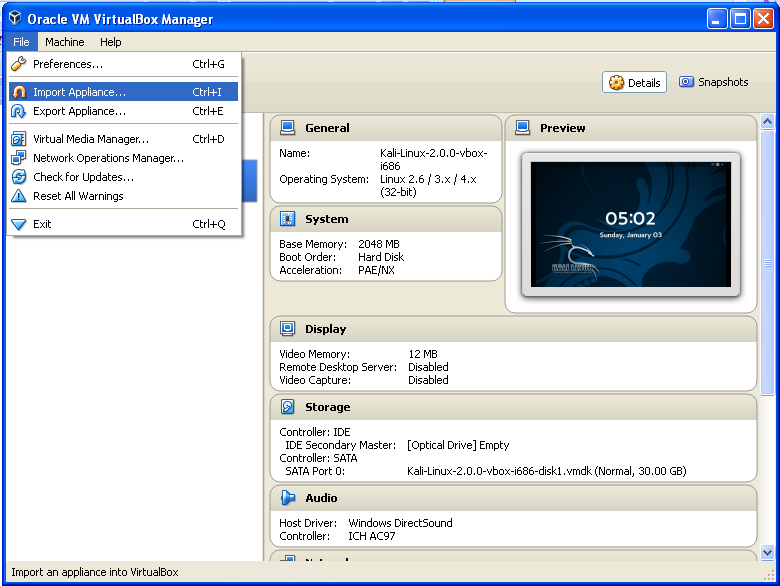 Oracle VM VirtualBox Manager
File Machine Help
Preferences... Ctrl+G
Import Appliance... Ctrl+I
Export Appliance... Ctrl+E
Virtual Media Manager... Ctrl+D
Network Operations Manager...
Check for Updates...
Reset All Warnings
Exit Ctrl+Q
Details Snapshots
General
Name: Kali-Linux-2.0.0-vbox-
i686
Operating System: Linux 2.6 / 3.x / 4.x
(32-bit)
System
Base Memory: 2048 MB
Boot Order: Hard Disk
Acceleration: PAE/NX
Preview
05:02
Sunday, January 03
KALI LINUX
Display
Video Memory: 12 MB
Remote Desktop Server: Disabled
Video Capture: Disabled
Storage
Controller: IDE
IDE Secondary Master: [Optical Drive] Empty
Controller: SATA
SATA Port 0: Kali-Linux-2.0.0-vbox-i686-disk1.vmdk (Normal, 30.00 GB)
Audio
Host Driver: Windows DirectSound
Controller: ICH AC97
Import an appliance into VirtualBox